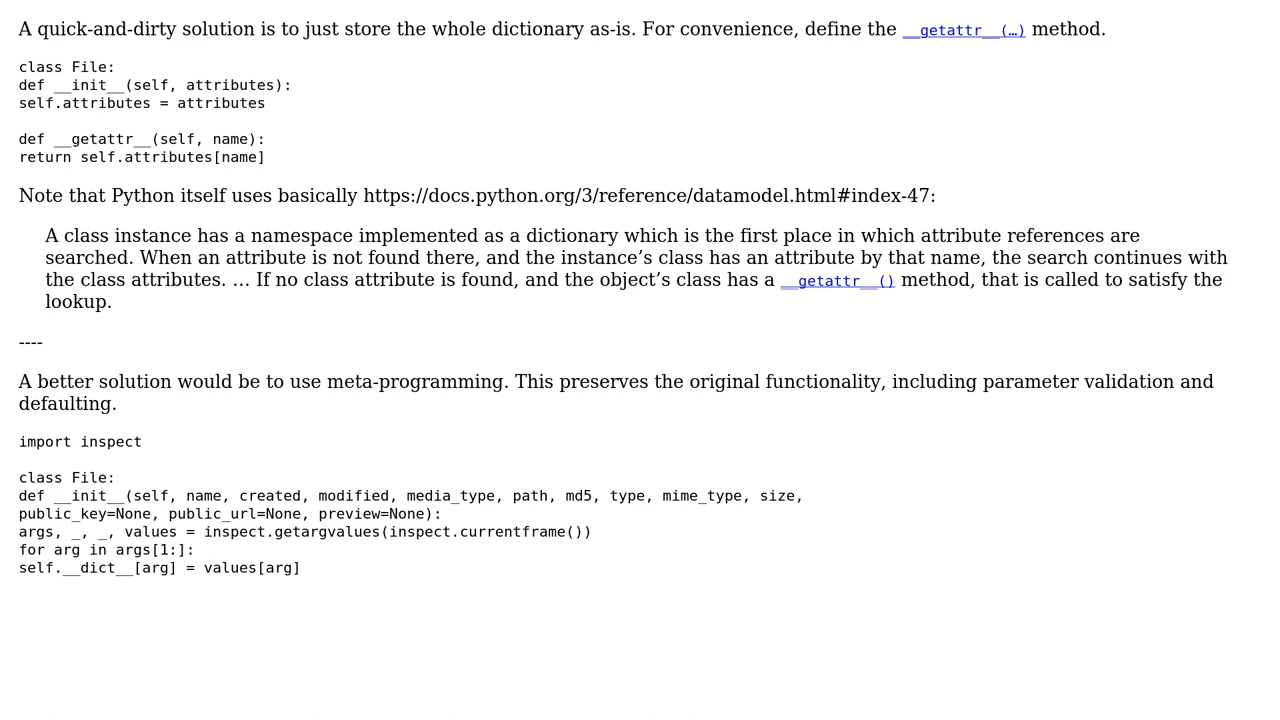 A quick-and-dirty solution is to just store the whole dictionary as-is. For convenience, define the __getattr__(…) method.
class File:
def __init__(self, attributes):
self.attributes = attributes
def __getattr__(self, name):
return self.attributes[name]
Note that Python itself uses basically https://docs.python.org/3/reference/datamodel.html#index-47:
A class instance has a namespace implemented as a dictionary which is the first place in which attribute references are
searched. When an attribute is not found there, and the instance’s class has an attribute by that name, the search continues with
the class attributes. … If no class attribute is found, and the object’s class has a __getattr__() method, that is called to satisfy the
lookup.
----
A better solution would be to use meta-programming. This preserves the original functionality, including parameter validation and
defaulting.
import inspect
class File:
def __init__(self, name, created, modified, media_type, path, md5, type, mime_type, size,
public_key=None, public_url=None, preview=None):
args, _, _, values = inspect.getargvalues(inspect.currentframe())
for arg in args[1:]:
self.__dict__[arg] = values[arg]